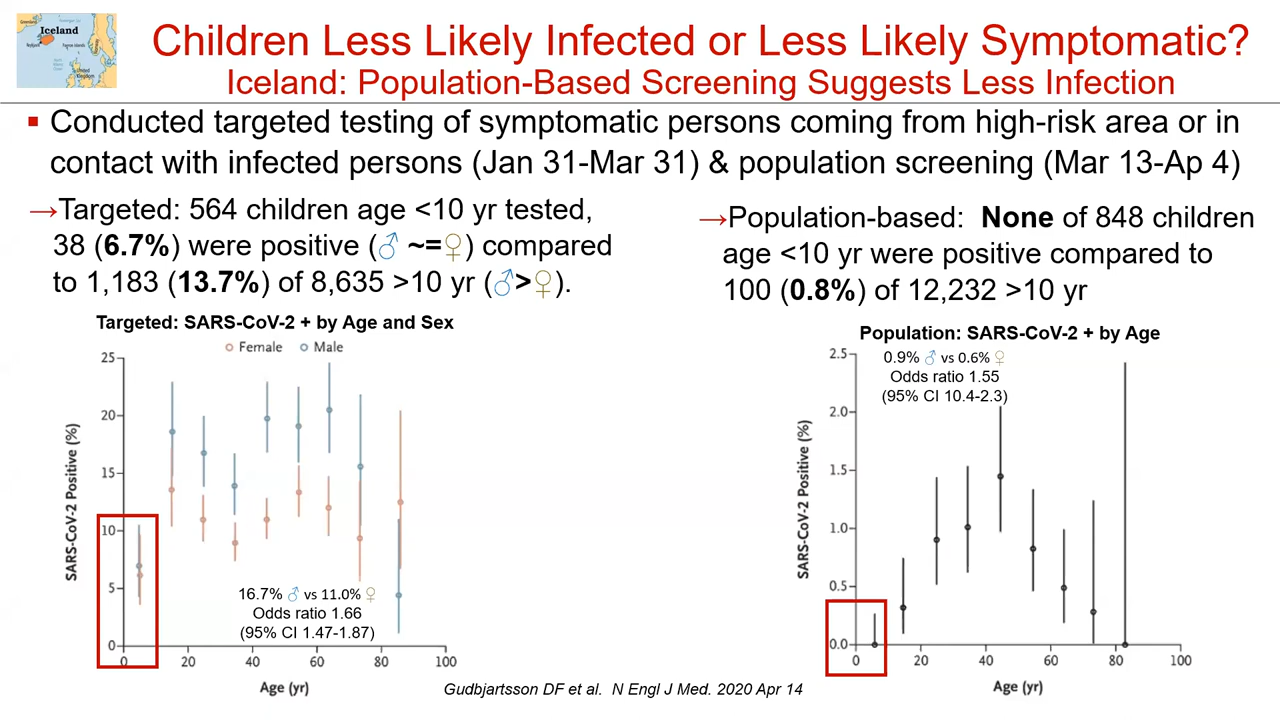 Iceland
United
Kingdom
Children Less Likely Infected or Less Likely Symptomatic?
Iceland: Population-Based Screening Suggests Less Infection
▪ Conducted targeted testing of symptomatic persons coming from high-risk area or in
contact with infected persons (Jan 31-Mar 31) & population screening (Mar 13-Ap 4)
→Targeted: 564 children age <10 yr tested,
38 (6.7%) were positive (♂ ~=♀) compared
to 1,183 (13.7%) of 8,635 >10 yr (♂>♀).
→Population-based: None of 848 children
age <10 yr were positive compared to
100 (0.8%) of 12,232 >10 yr
Targeted: SARS-CoV-2 + by Age and Sex
Female Male
SARS-CoV-2 Positive (%)
25
20
15
10
5
0
0 20 40 60 80 100
Age (yr)
16.7% ♂ vs 11.0% ♀
Odds ratio 1.66
(95% CI 1.47-1.87)
Population: SARS-CoV-2 + by Age
0.9% ♂ vs 0.6% ♀
Odds ratio 1.55
(95% CI 10.4-2.3)
SARS-CoV-2 Positive (%)
2.5
2.0
1.5
1.0
0.5
0.0
0 20 40 60 80 100
Age (yr)
Gudbjartsson DF et al. N Engl J Med. 2020 Apr 14